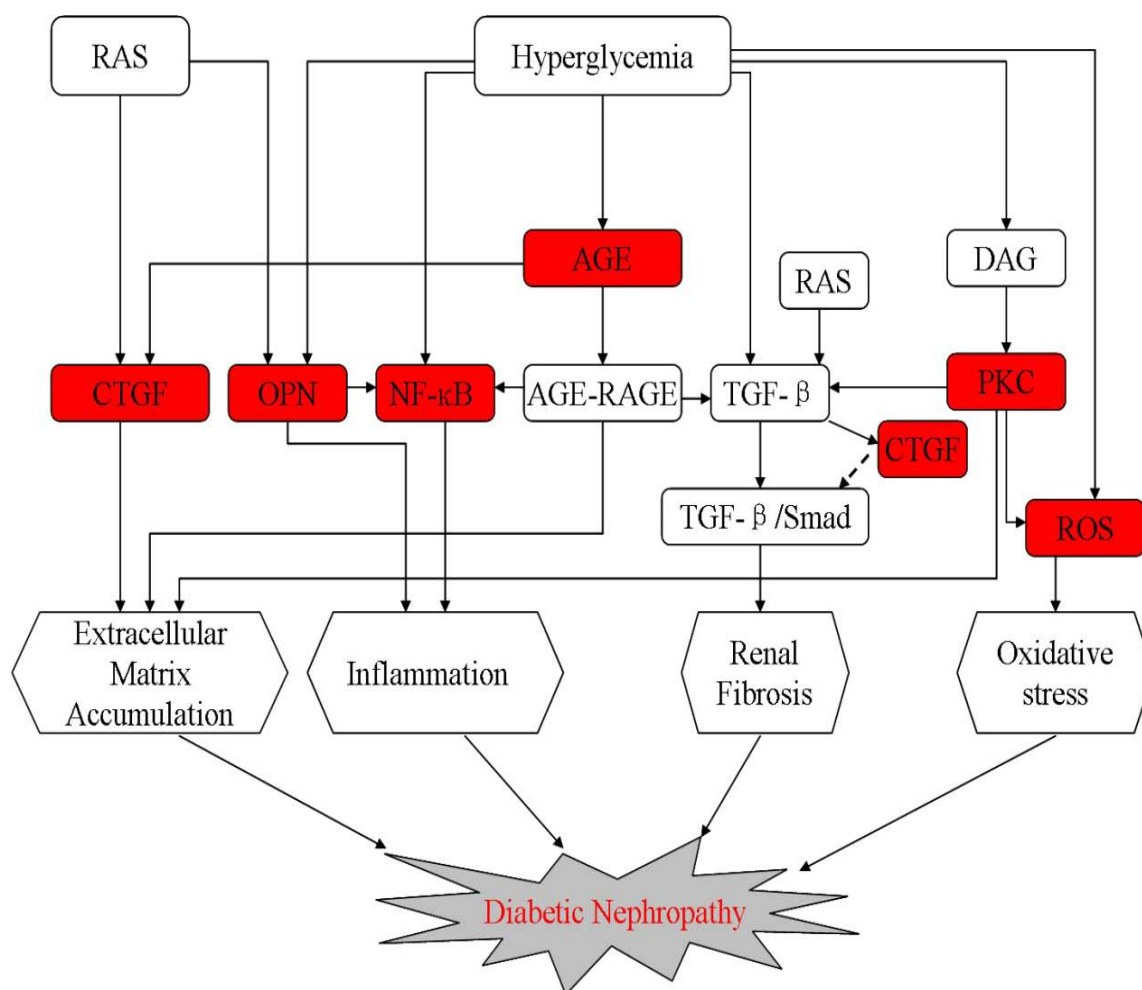 RAS
Hyperglycemia
AGE
DAG
RAS
CTGF
OPN
NF-κB
AGE-RAGE
TGF-β
PKC
CTGF
TGF-β/Smad
ROS
Extracellular
Matrix
Accumulation
Inflammation
Renal
Fibrosis
Oxidative
stress
Diabetic Nephropathy